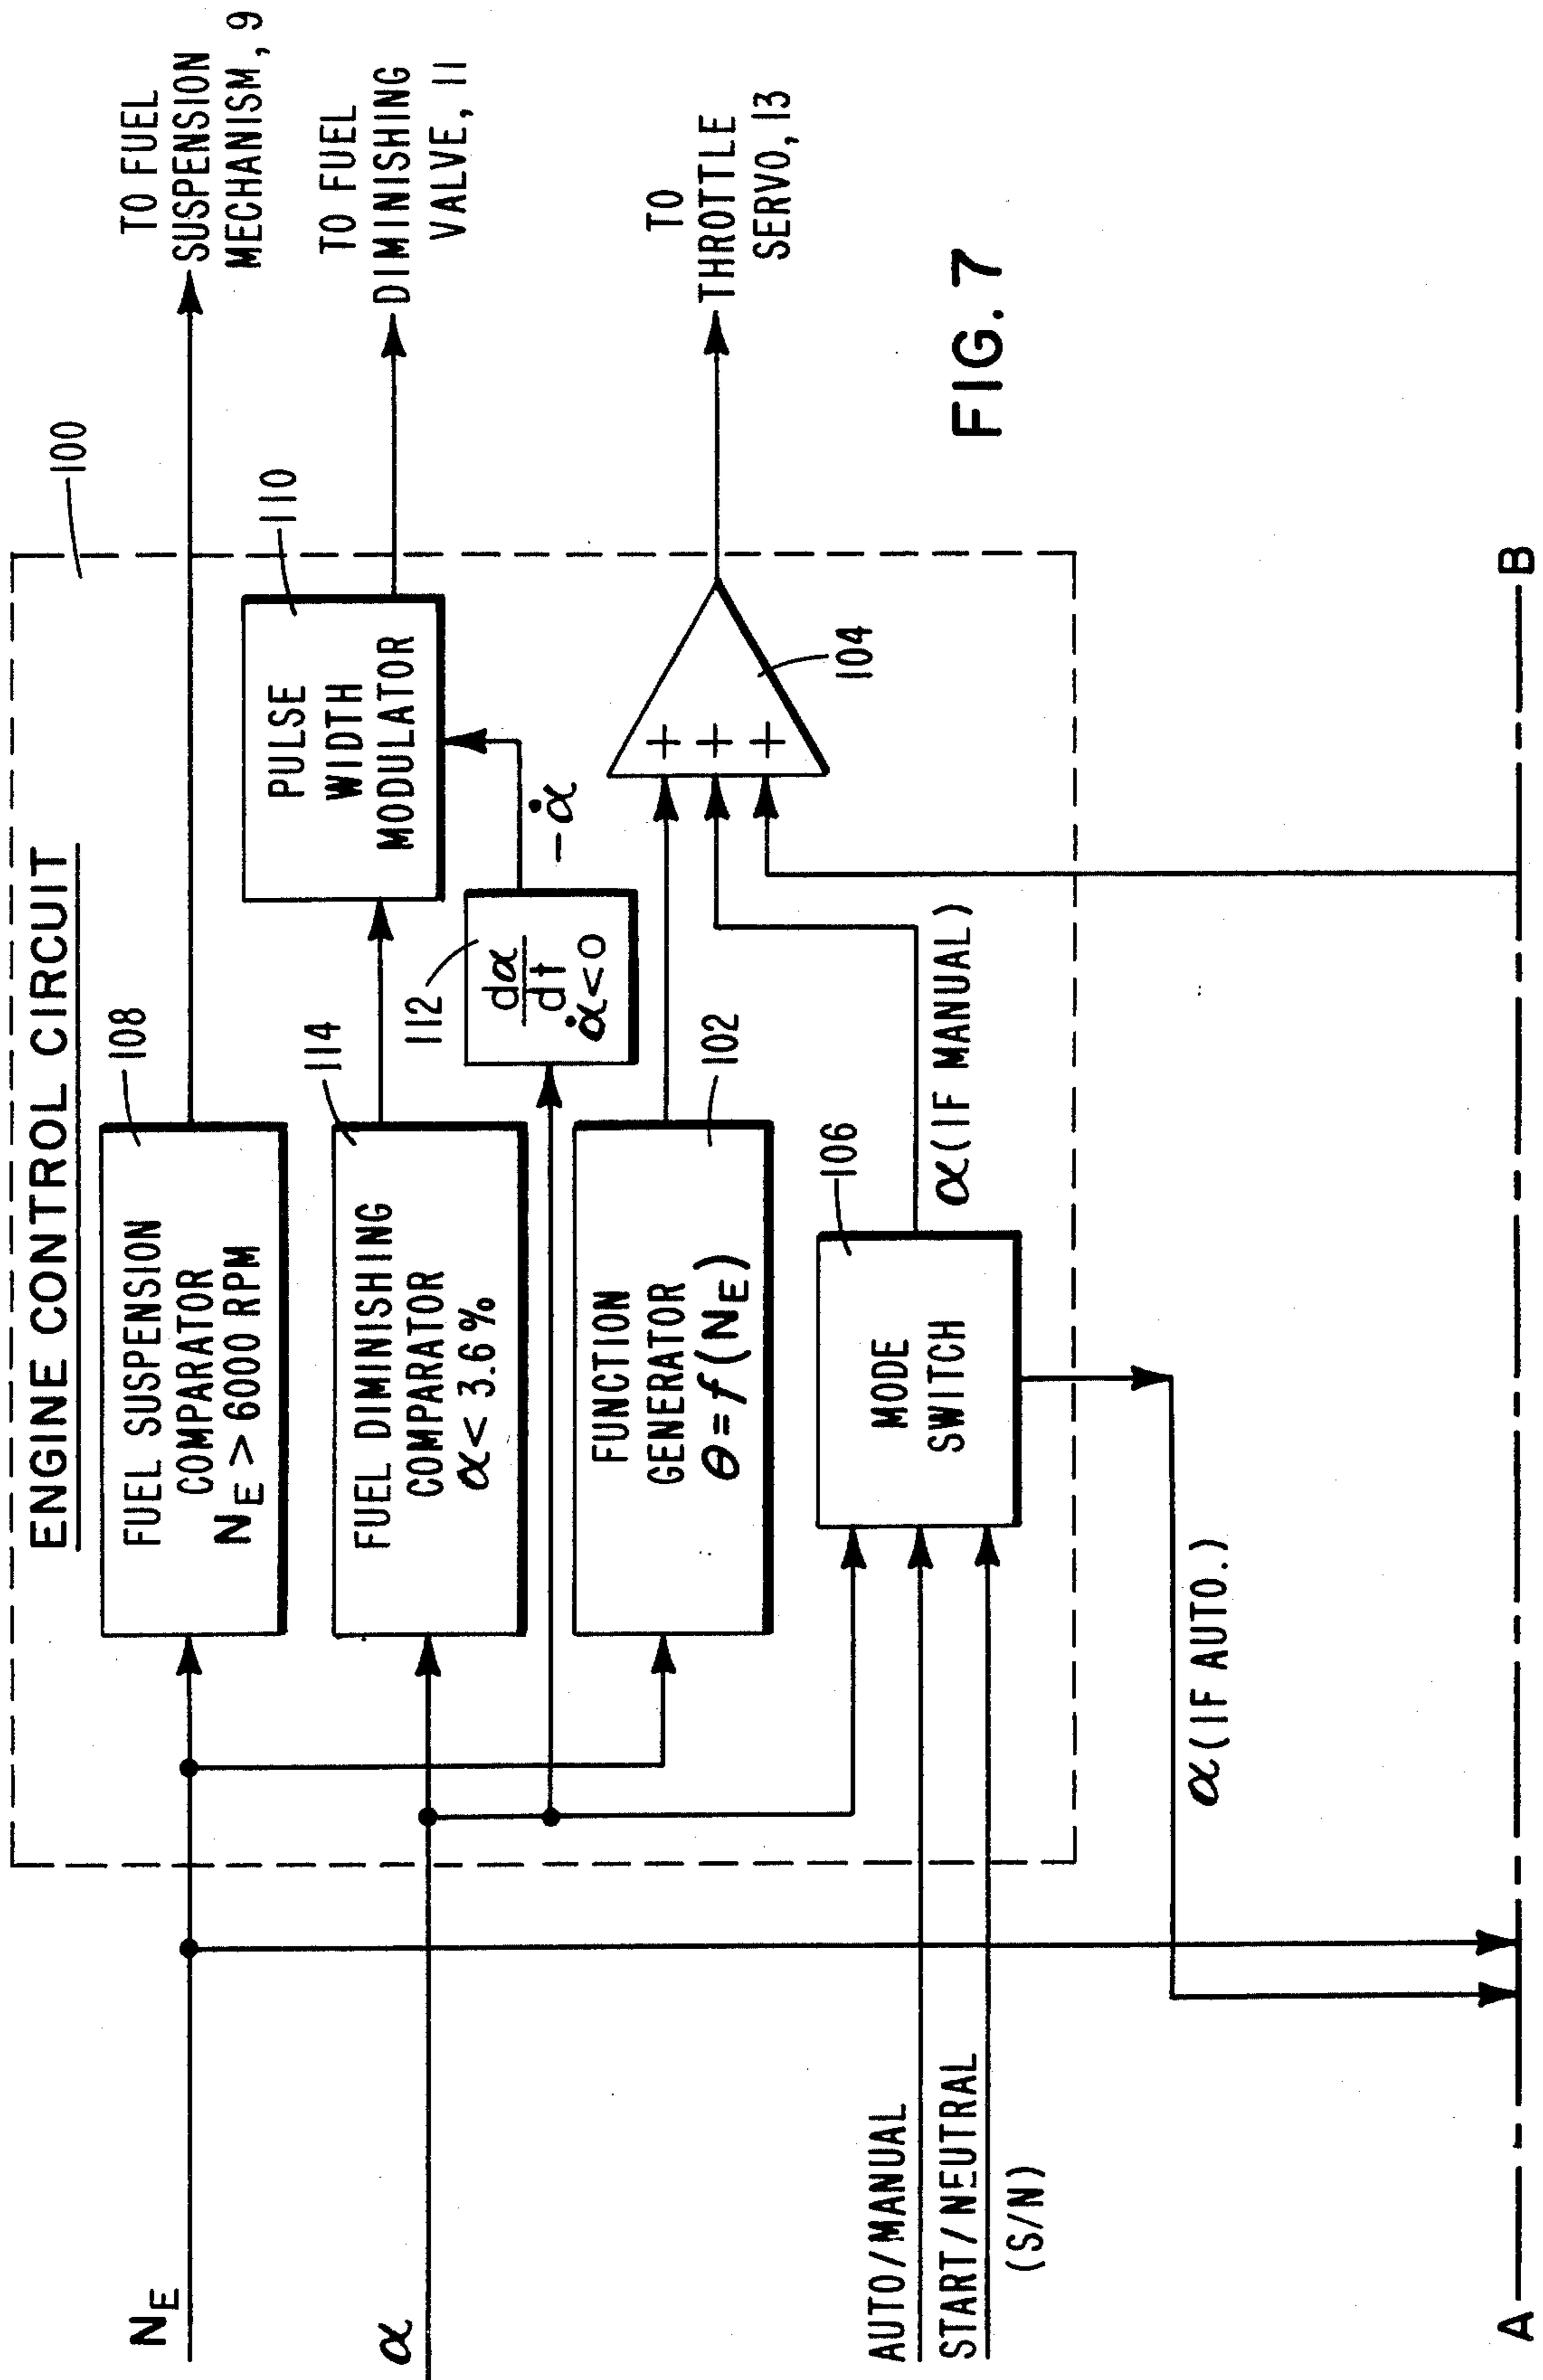 ENGINE CONTROL CIRCUIT
100
N_E
FUEL SUSPENSION
COMPARATOR
N_E > 6000 RPM
108
TO FUEL
SUSPENSION
MECHANISM, 9
α
FUEL DIMINISHING
COMPARATOR
α < 3.6 %
114
PULSE
WIDTH
MODULATOR
110
TO FUEL
DIMINISHING
VALVE, 11
112
dα
dt
α̇<0
-α̇
FUNCTION
GENERATOR
θ = f (N_E)
102
+
+
+
104
TO
THROTTLE
SERVO, 13
AUTO/MANUAL
START/NEUTRAL
(S/N)
MODE
SWITCH
106
α (IF MANUAL)
α (IF AUTO.)
FIG. 7
A
B